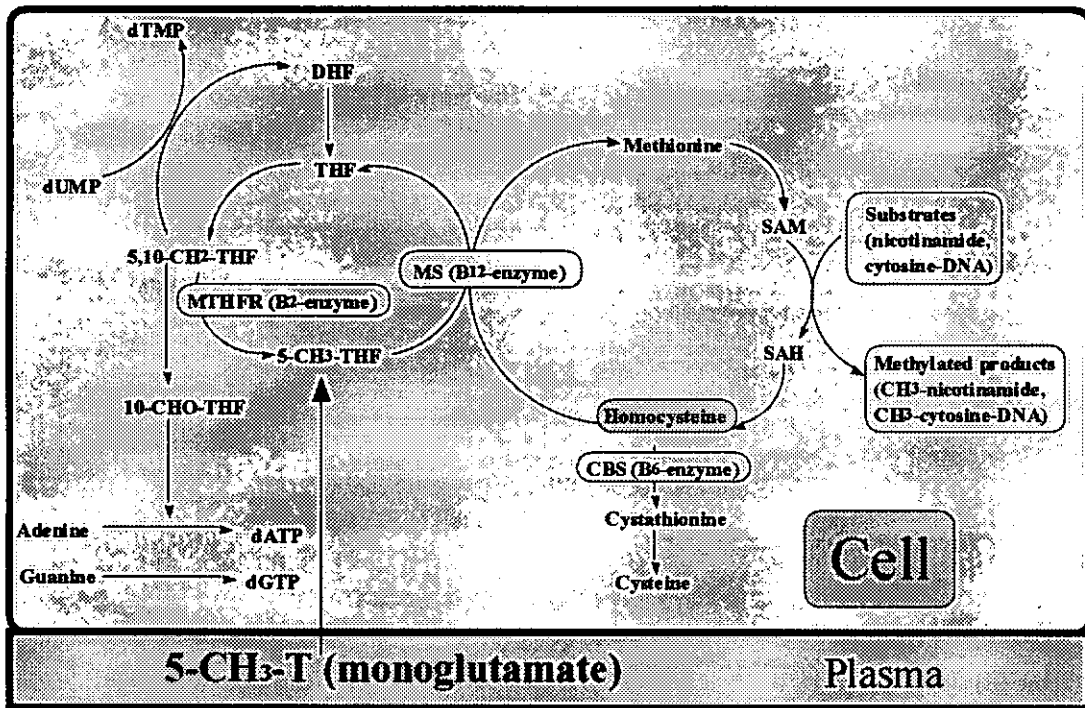 dTMP
DHF
Methionine
THF
dUMP
SAM
Substrates
(nicotinamide,
cytosine-DNA)
5,10-CH2-THF
MS (B12-enzyme)
MTHFR (B2-enzyme)
5-CH3-THF
SAH
Methylated products
(CH3-nicotinamide,
CH3-cytosine-DNA)
10-CHO-THF
Homocysteine
CBS (B6-enzyme)
Cystathionine
Adenine
dATP
Cell
Guanine
dGTP
Cysteine
5-CH3-T (monoglutamate)
Plasma